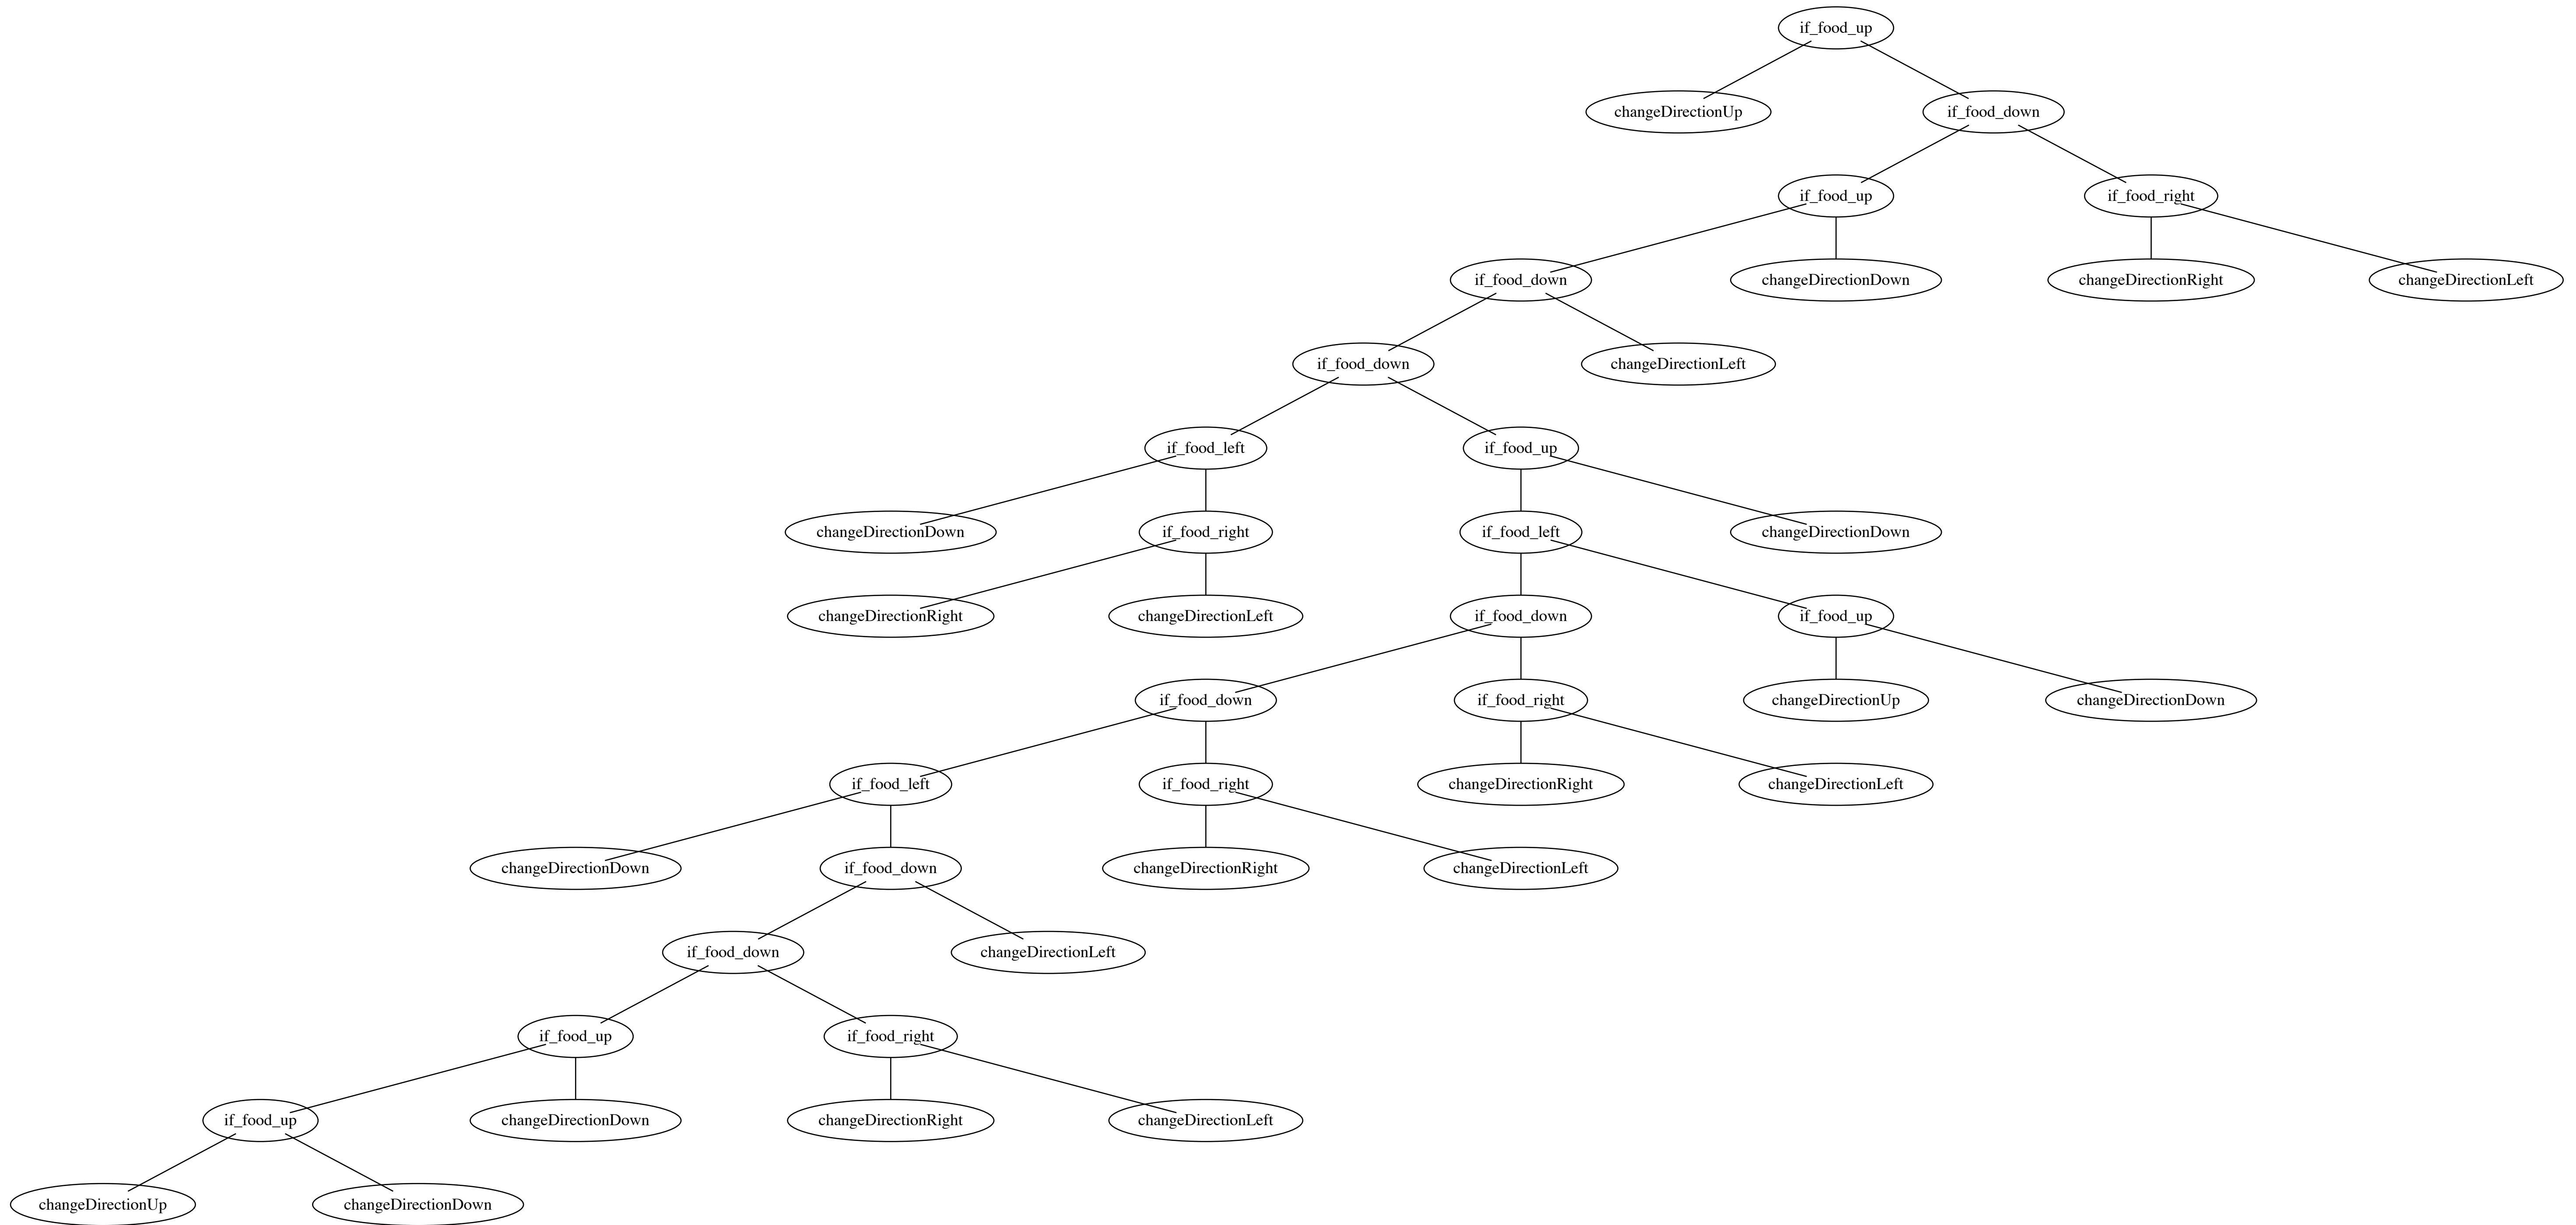 if_food_up
changeDirectionUp
if_food_down
if_food_up
if_food_right
if_food_down
changeDirectionDown
changeDirectionRight
changeDirectionLeft
if_food_down
changeDirectionLeft
if_food_left
if_food_up
changeDirectionDown
if_food_right
if_food_left
changeDirectionDown
changeDirectionRight
changeDirectionLeft
if_food_down
if_food_up
if_food_down
if_food_right
changeDirectionUp
changeDirectionDown
if_food_left
if_food_right
changeDirectionRight
changeDirectionLeft
changeDirectionDown
if_food_down
changeDirectionRight
changeDirectionLeft
if_food_down
changeDirectionLeft
if_food_up
if_food_right
if_food_up
changeDirectionDown
changeDirectionRight
changeDirectionLeft
changeDirectionUp
changeDirectionDown